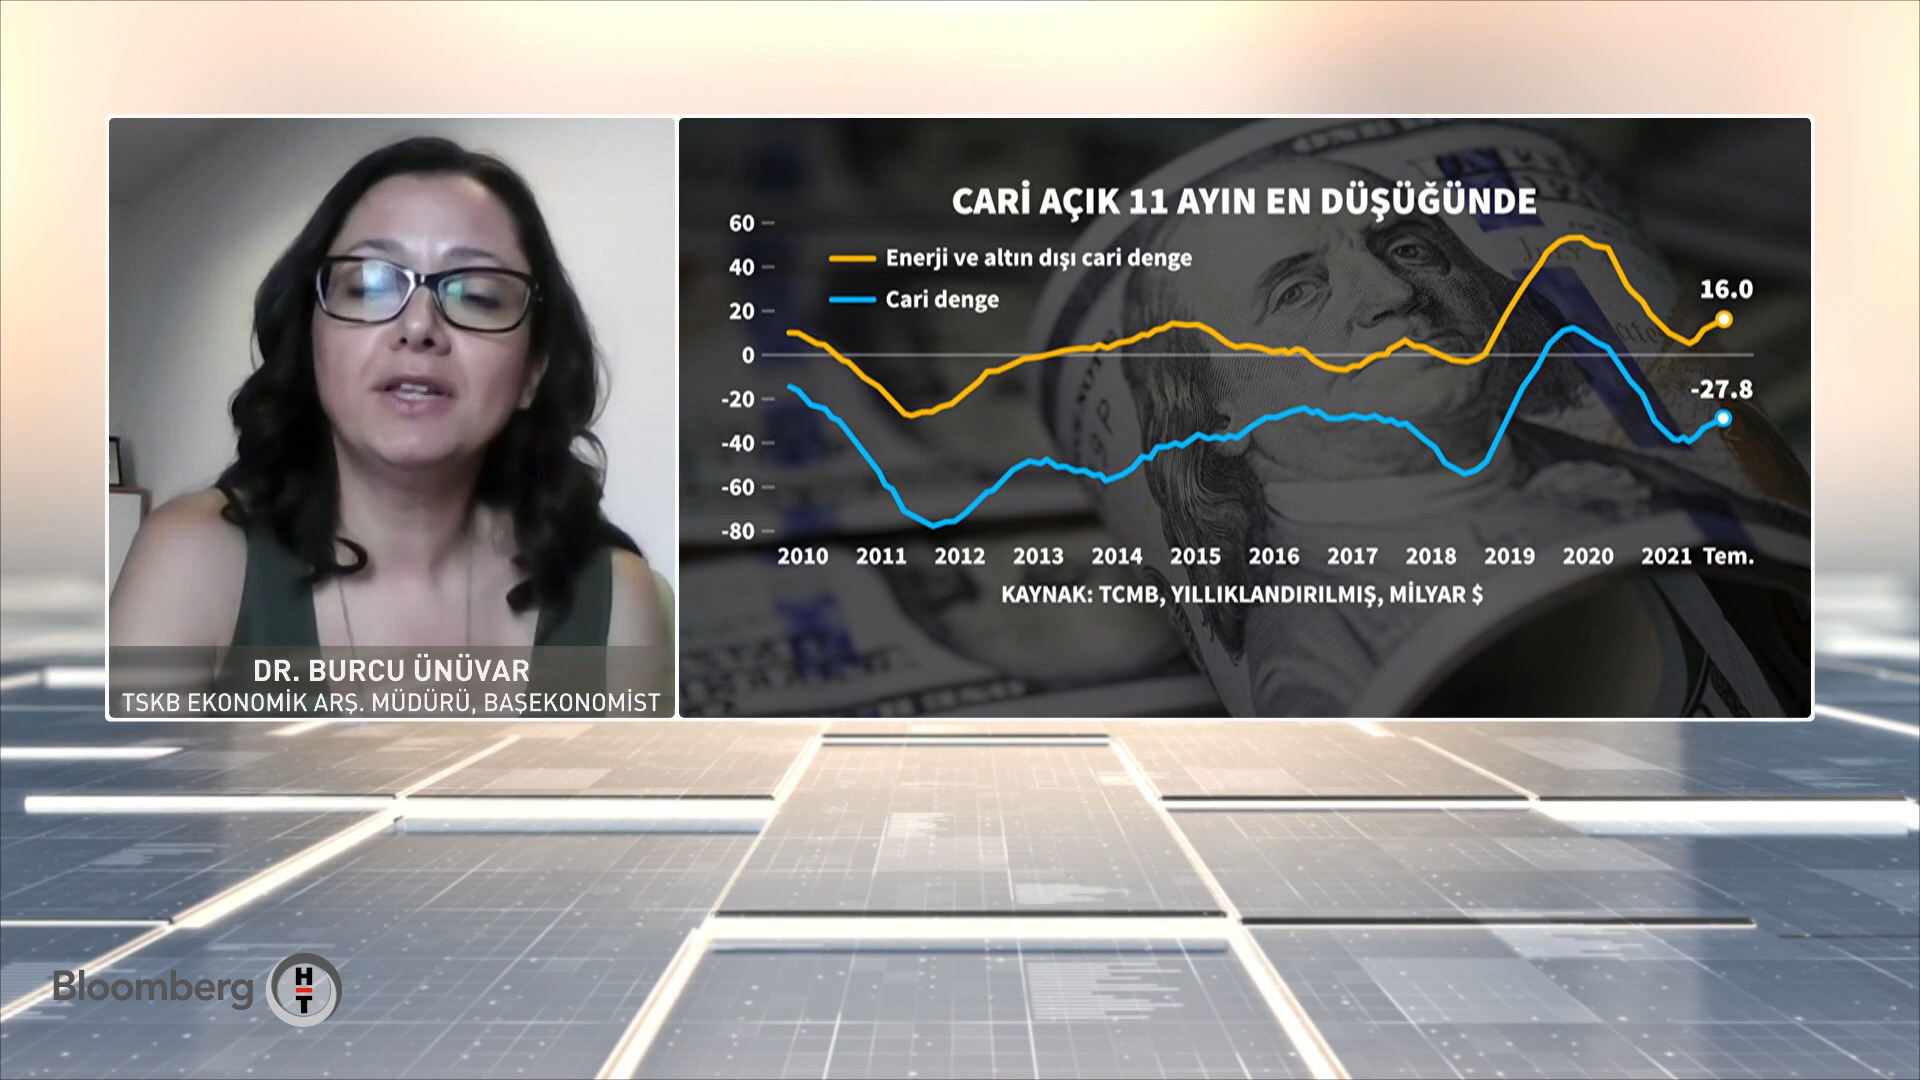 CARİ AÇIK 11 AYIN EN DÜŞÜĞÜNDE
60
40
20
0
-20
-40
-60
-80
Enerji ve altın dışı cari denge
Cari denge
16.0
-27.8
2010 2011 2012 2013 2014 2015 2016 2017 2018 2019 2020 2021 Tem.
KAYNAK: TCMB, YILLIKLANDIRILMIŞ, MİLYAR $
DR. BURCU ÜNÜVAR
TSKB EKONOMİK ARŞ. MÜDÜRÜ, BAŞEKONOMİST
Bloomberg HT